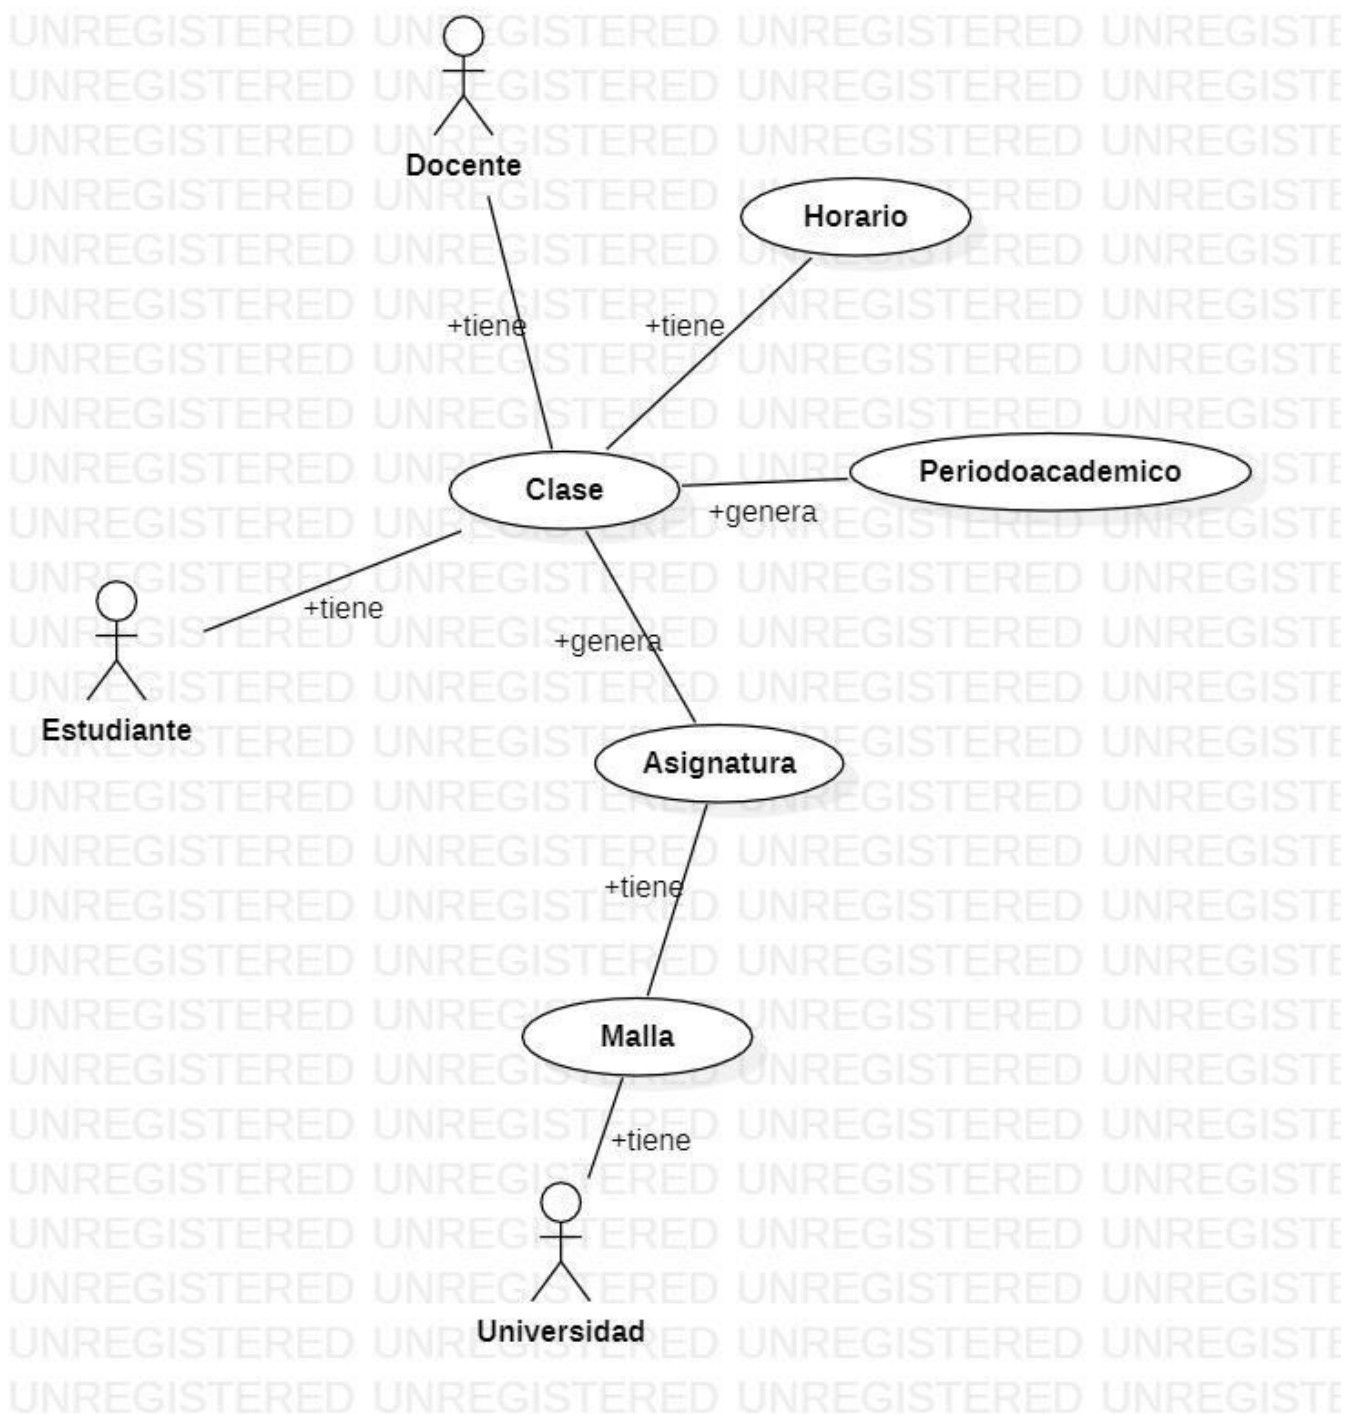 Docente
Horario
+tiene
+tiene
Clase
Periodoacademico
+genera
+tiene
+genera
Estudiante
Asignatura
+tiene
Malla
+tiene
Universidad
UNREGISTERED